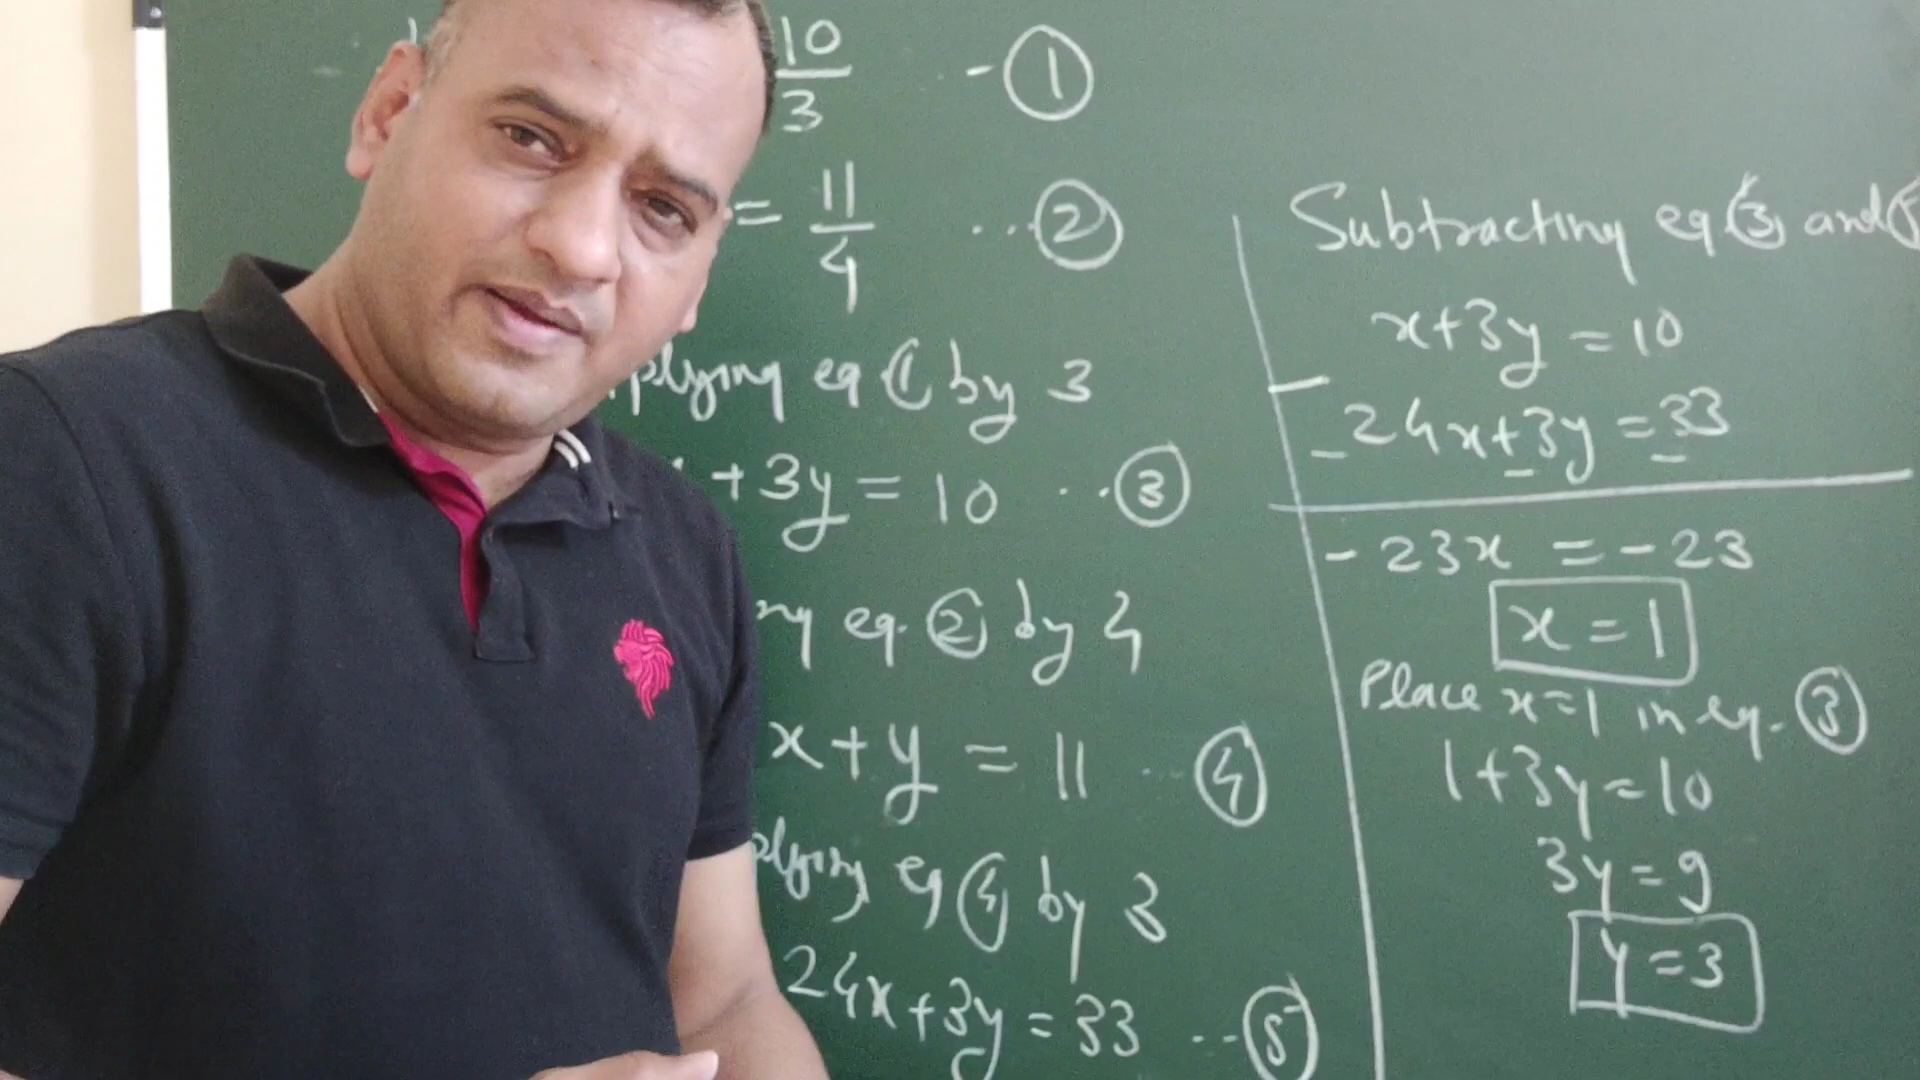 10/3 - ①
= 11/4 ... ②
plying eq ① by 3
+ 3y = 10 ... ③
ny eq. ② by 4
x + y = 11 ... ④
plying eq ④ by 3
24x + 3y = 33 ... ⑤
Subtracting eq ③ and
x + 3y = 10
- 24x + 3y = 33
- - -
- 23x = - 23
x = 1
Place x = 1 in eq. ③
1 + 3y = 10
3y = 9
y = 3